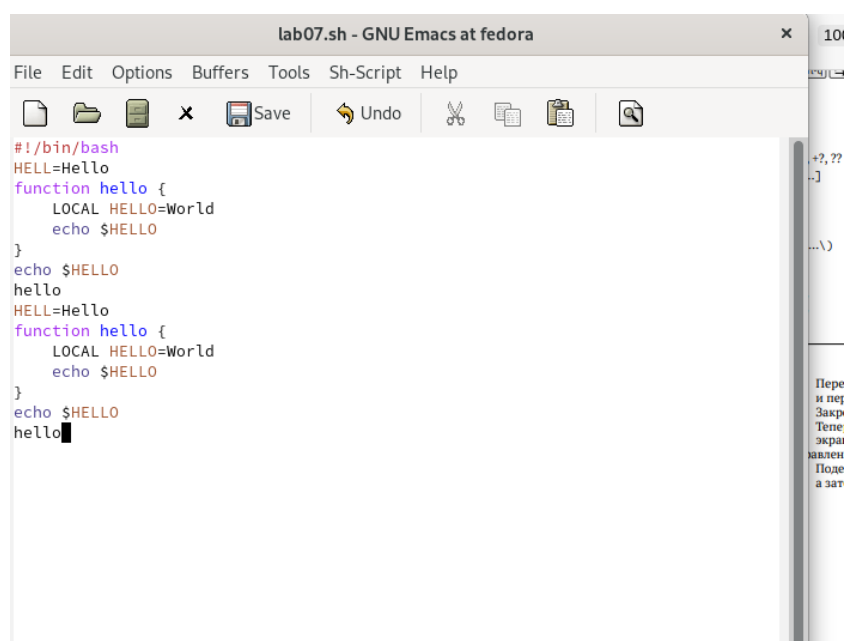 lab07.sh - GNU Emacs at fedora
File Edit Options Buffers Tools Sh-Script Help
Save Undo
#!/bin/bash
HELL=Hello
function hello {
    LOCAL HELLO=World
    echo $HELLO
}
echo $HELLO
hello
HELL=Hello
function hello {
    LOCAL HELLO=World
    echo $HELLO
}
echo $HELLO
hello
+?, ??
..]
...\)
и пер
а зат